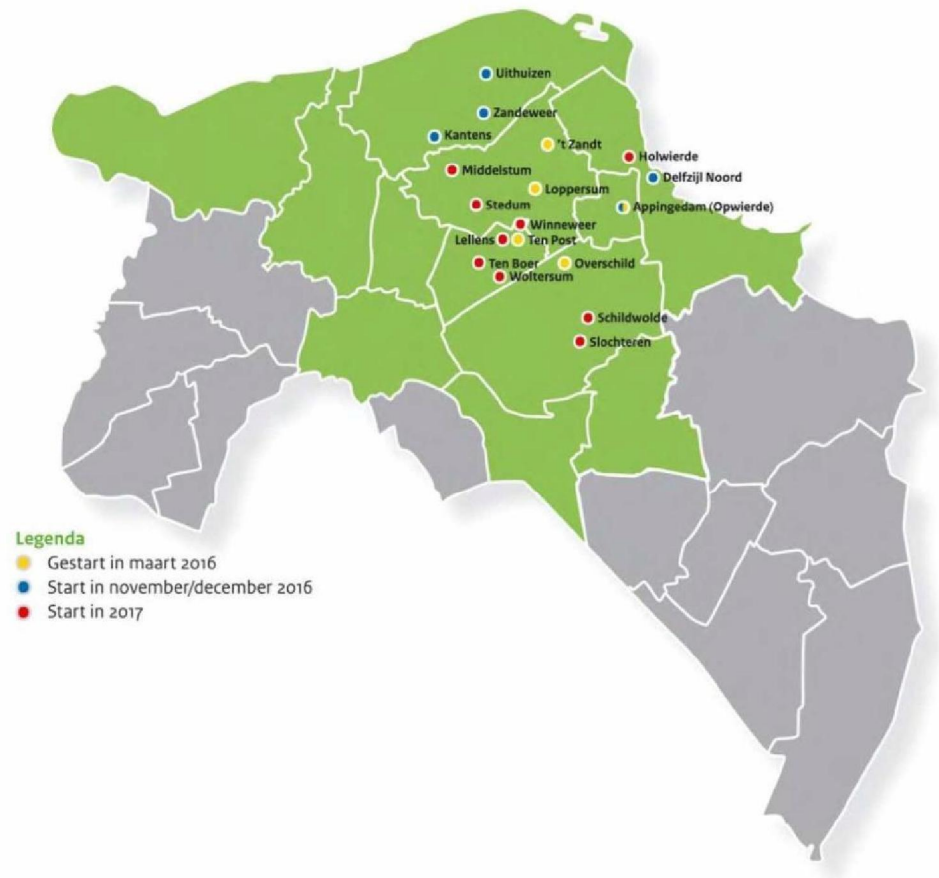 Uithuizen
Zandeweer
Kantens
't Zandt
Holwierde
Middelstum
Delfzijl Noord
Loppersum
Stedum
Appingedam (Opwierde)
Winneweer
Lellens
Ten Post
Ten Boer
Overschild
Woltersum
Schildwolde
Slochteren
Legenda
Gestart in maart 2016
Start in november/december 2016
Start in 2017